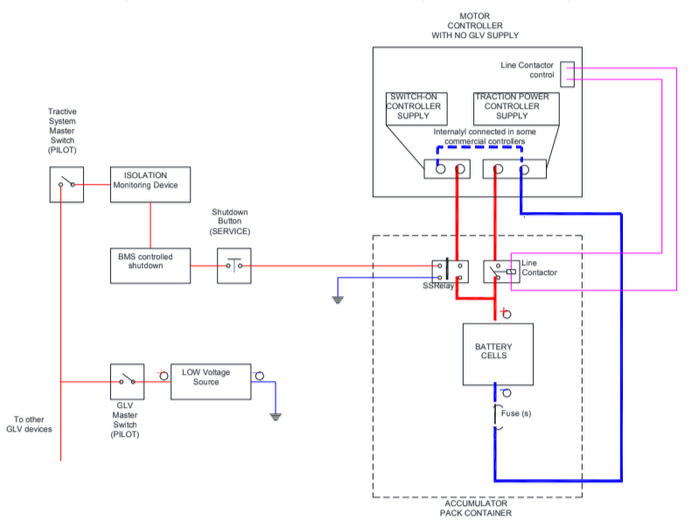 MOTOR
CONTROLLER
WITH NO GLV SUPPLY
Line Contactor
control
SWITCH-ON
CONTROLLER
SUPPLY
TRACTION POWER
CONTROLLER
SUPPLY
Internalyl connected in some
commercial controllers
Tractive
System
Master
Switch
(PILOT)
ISOLATION
Monitoring Device
Shutdown
Button
(SERVICE)
BMS controlled
shutdown
SSRelay
Line
Contactor
+
BATTERY
CELLS
-
Fuse (s)
LOW Voltage
Source
+
-
GLV
Master
Switch
(PILOT)
To other
GLV devices
ACCUMULATOR
PACK CONTAINER